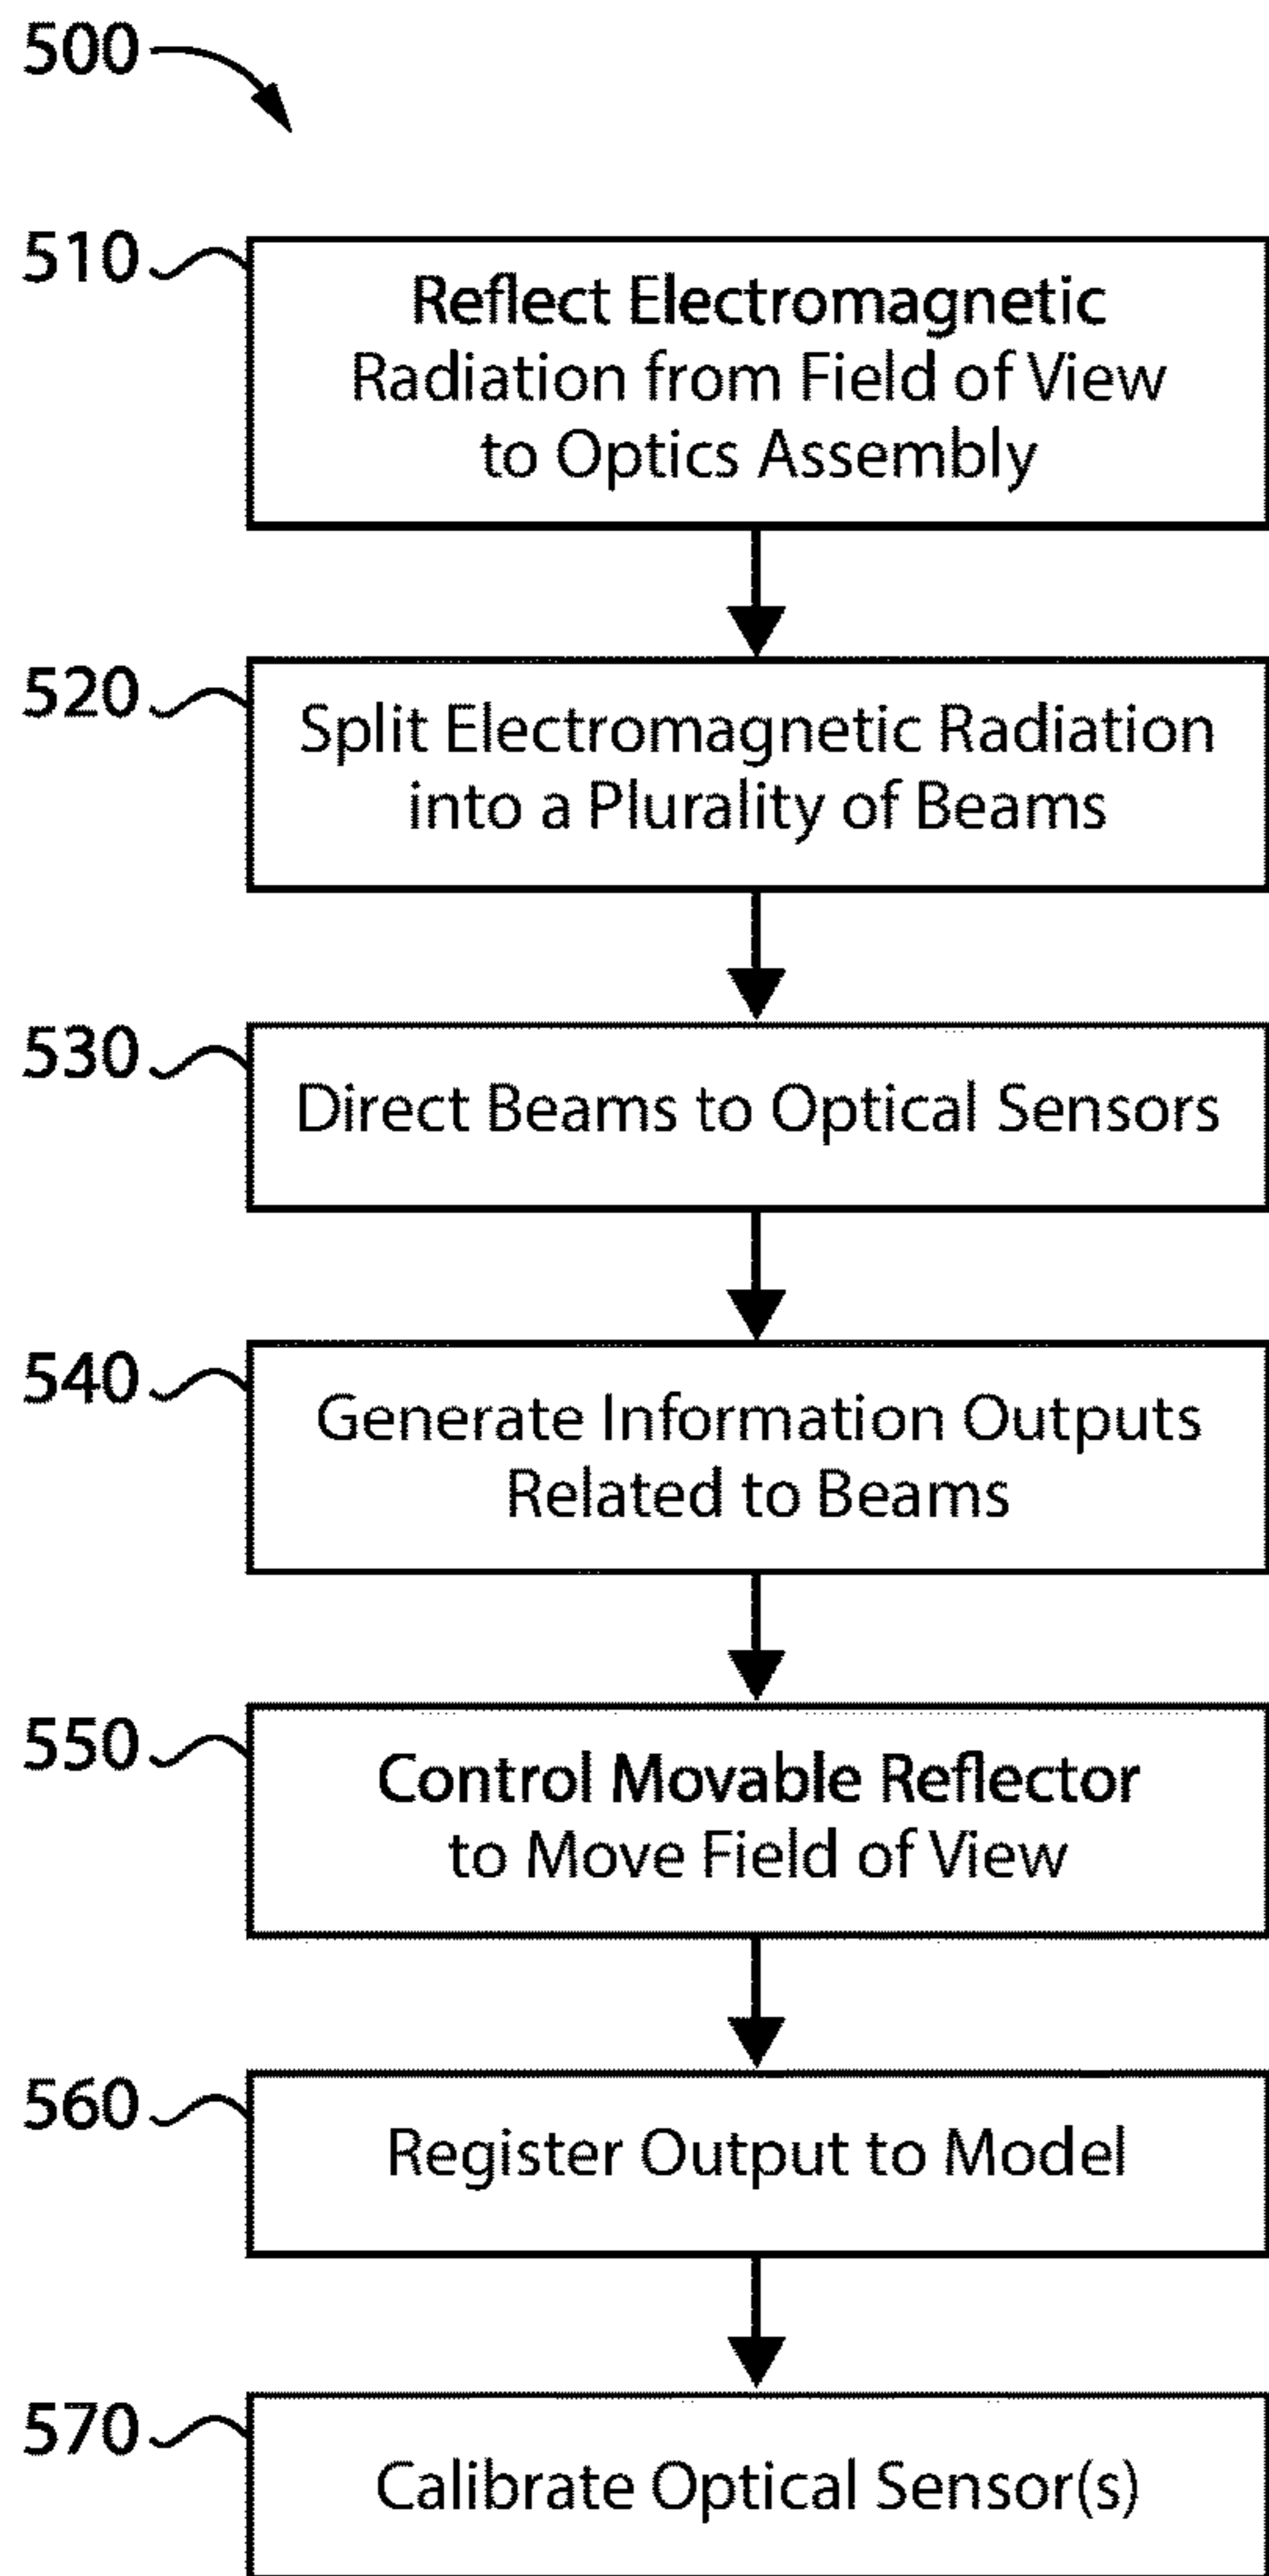 500
510
Reflect Electromagnetic
Radiation from Field of View
to Optics Assembly
520
Split Electromagnetic Radiation
into a Plurality of Beams
530
Direct Beams to Optical Sensors
540
Generate Information Outputs
Related to Beams
550
Control Movable Reflector
to Move Field of View
560
Register Output to Model
570
Calibrate Optical Sensor(s)